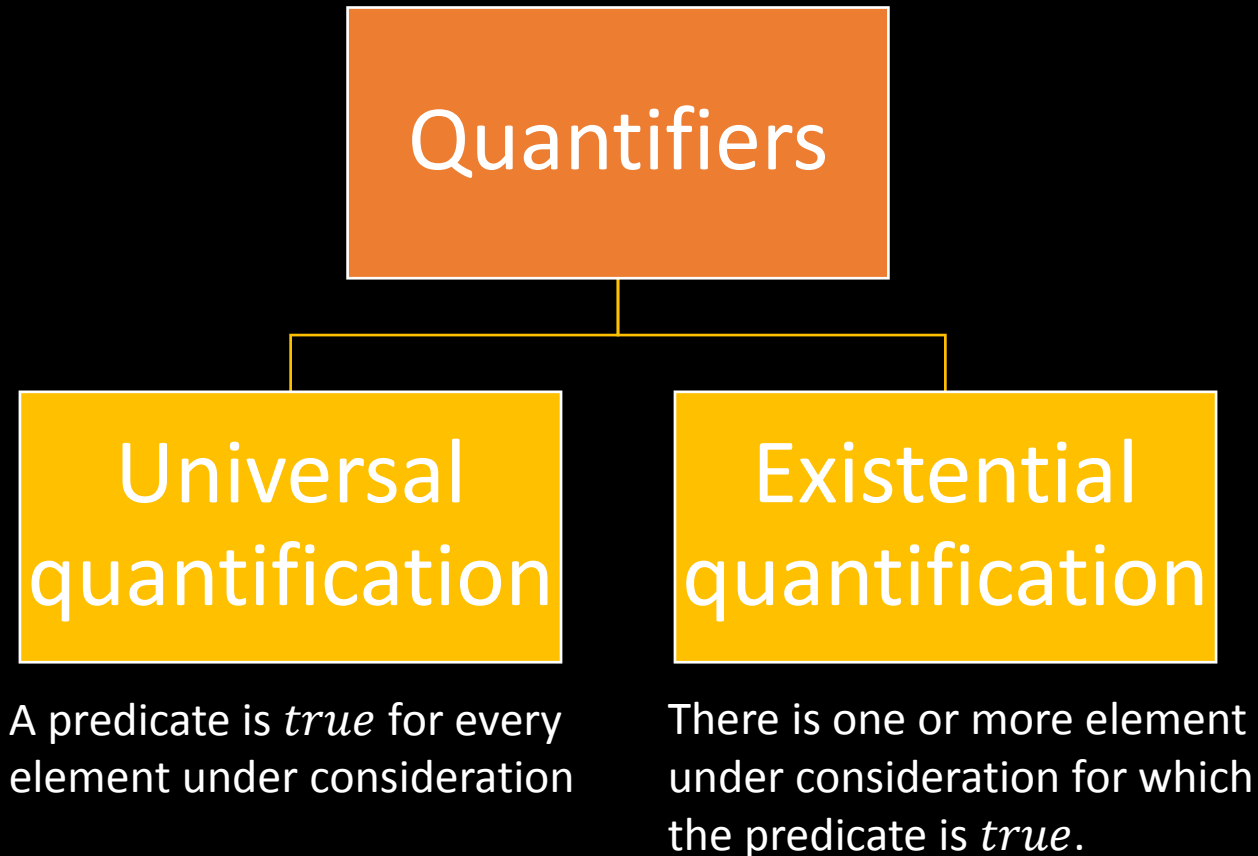 Quantifiers
Universal
quantification
Existential
quantification
A predicate is true for every
element under consideration
There is one or more element
under consideration for which
the predicate is true.